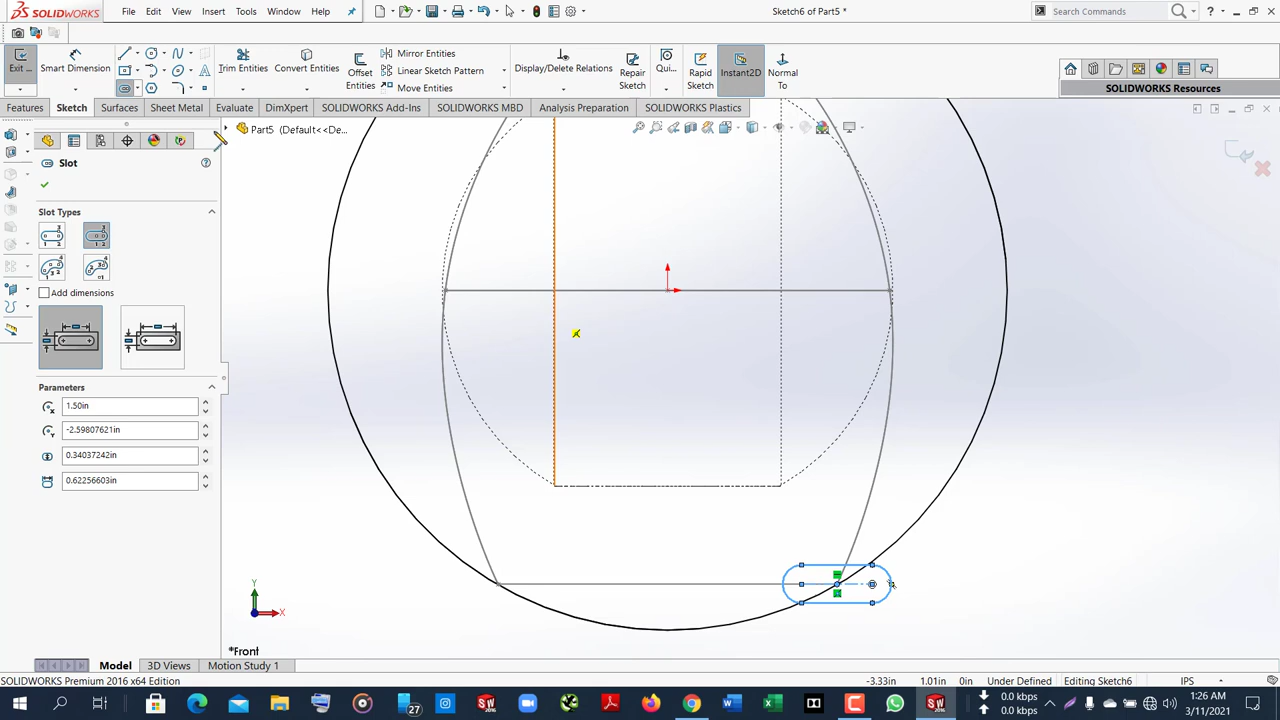 SOLIDWORKS
File Edit View Insert Tools Window Help
Sketch6 of Part5 *
Search Commands
?
Exit ...
Smart Dimension
Trim Entities
Convert Entities
Offset Entities
Mirror Entities
Linear Sketch Pattern
Move Entities
Display/Delete Relations
Repair Sketch
Qui...
Rapid Sketch
Instant2D
Normal To
SOLIDWORKS Resources
Features Sketch Surfaces Sheet Metal Evaluate DimXpert SOLIDWORKS Add-Ins SOLIDWORKS MBD Analysis Preparation SOLIDWORKS Plastics
Part5 (Default<<De...
Slot
Slot Types
Add dimensions
Parameters
1.50in
-2.59807621in
0.34037242in
0.62256603in
Y
X
*Front
Model 3D Views Motion Study 1
SOLIDWORKS Premium 2016 x64 Edition
-3.33in 1.01in 0in Under Defined Editing Sketch6 IPS
27
0.0 kbps
0.0 kbps
1:26 AM
3/11/2021